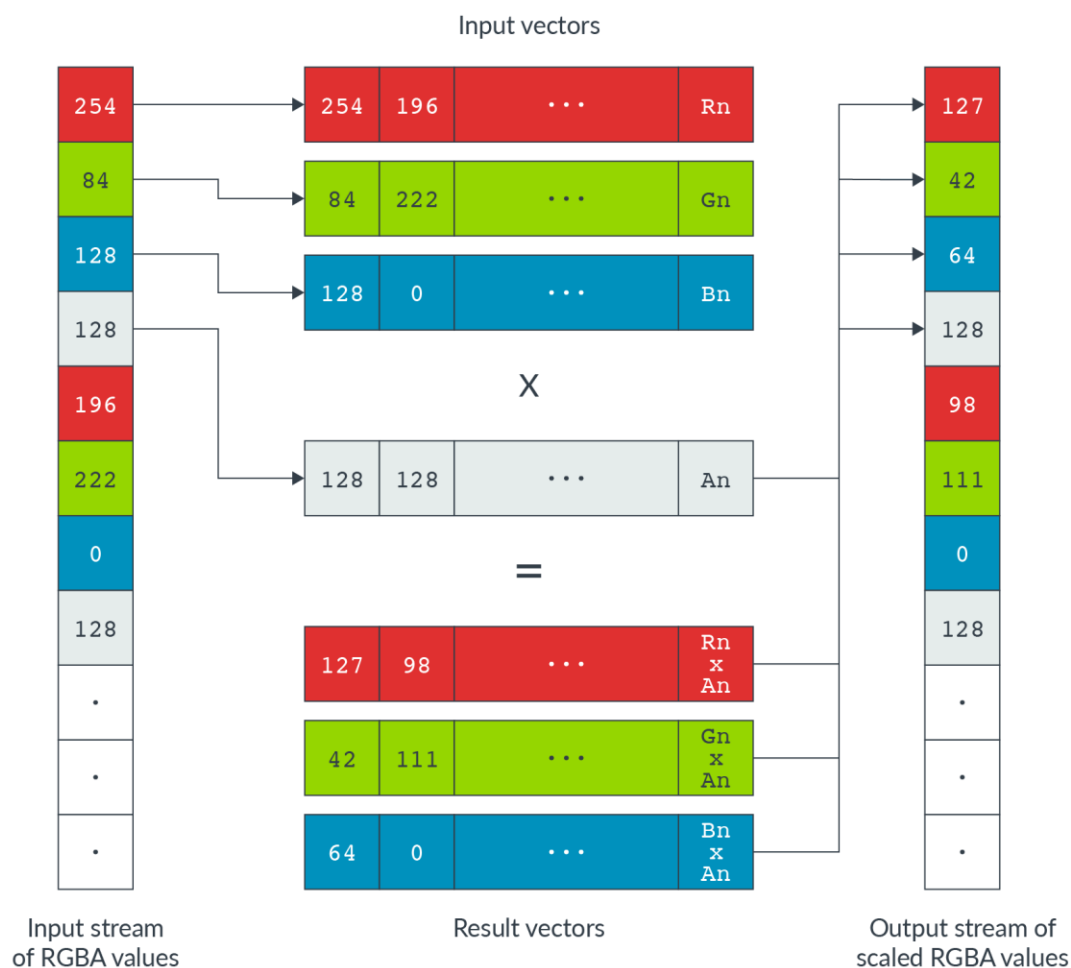 Input vectors
254
84
128
128
196
222
0
128
.
.
.
Input stream
of RGBA values
254 196 ... Rn
84 222 ... Gn
128 0 ... Bn
X
128 128 ... An
=
127 98 ... Rn
x
An
42 111 ... Gn
x
An
64 0 ... Bn
x
An
Result vectors
127
42
64
128
98
111
0
128
.
.
.
Output stream of
scaled RGBA values